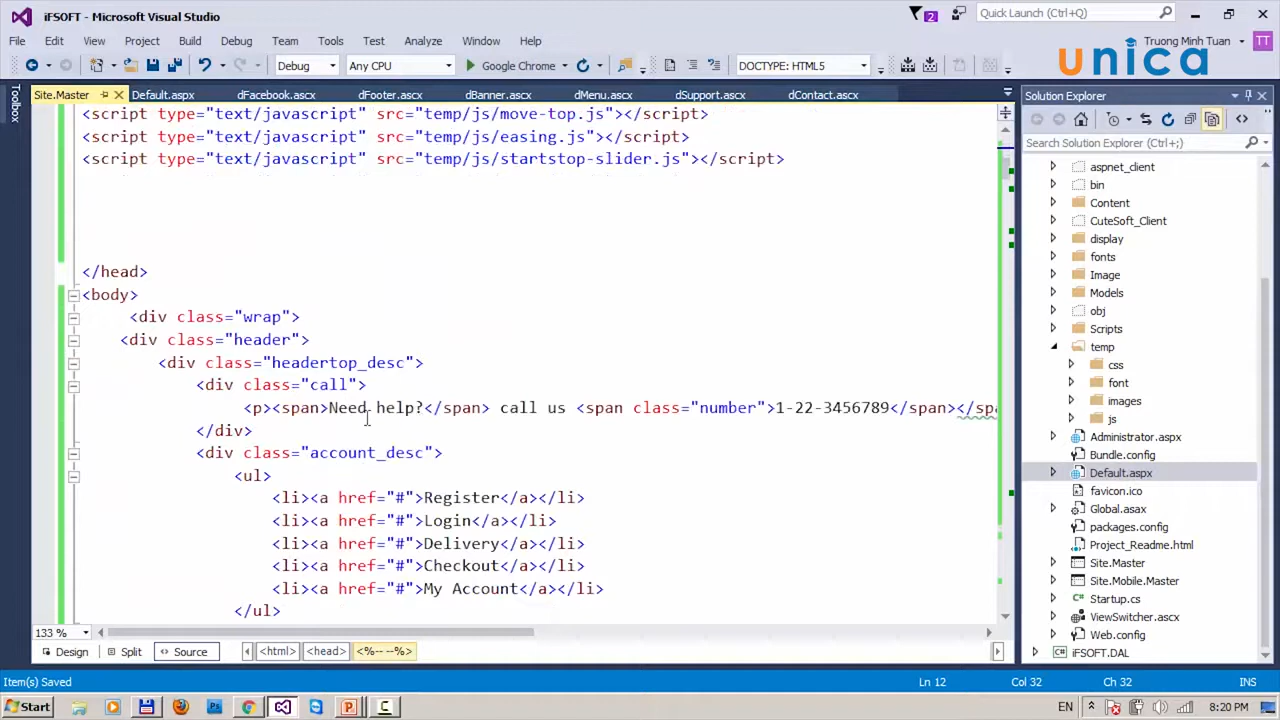 iFSOFT - Microsoft Visual Studio
2
Quick Launch (Ctrl+Q)
File Edit View Project Build Debug Team Tools Test Analyze Window Help
Truong Minh Tuan TT
unica
Debug Any CPU Google Chrome DOCTYPE: HTML5
Toolbox
Site.Master Default.aspx dFacebook.ascx dFooter.ascx dBanner.ascx dMenu.ascx dSupport.ascx dContact.ascx
<script type="text/javascript" src="temp/js/move-top.js"></script>
<script type="text/javascript" src="temp/js/easing.js"></script>
<script type="text/javascript" src="temp/js/startstop-slider.js"></script>
</head>
<body>
<div class="wrap">
<div class="header">
<div class="headertop_desc">
<div class="call">
<p><span>Need help?</span> call us <span class="number">1-22-3456789</span></spa
</div>
<div class="account_desc">
<ul>
<li><a href="#">Register</a></li>
<li><a href="#">Login</a></li>
<li><a href="#">Delivery</a></li>
<li><a href="#">Checkout</a></li>
<li><a href="#">My Account</a></li>
</ul>
133 %
Design Split Source <html> <head> <%-- --%>
Solution Explorer
Search Solution Explorer (Ctrl+;)
aspnet_client
bin
Content
CuteSoft_Client
display
fonts
Image
Models
obj
Scripts
temp
css
font
images
js
Administrator.aspx
Bundle.config
Default.aspx
favicon.ico
Global.asax
packages.config
Project_Readme.html
Site.Master
Site.Mobile.Master
Startup.cs
ViewSwitcher.ascx
Web.config
iFSOFT.DAL
Item(s) Saved Ln 12 Col 32 Ch 32 INS
Start EN 8:20 PM